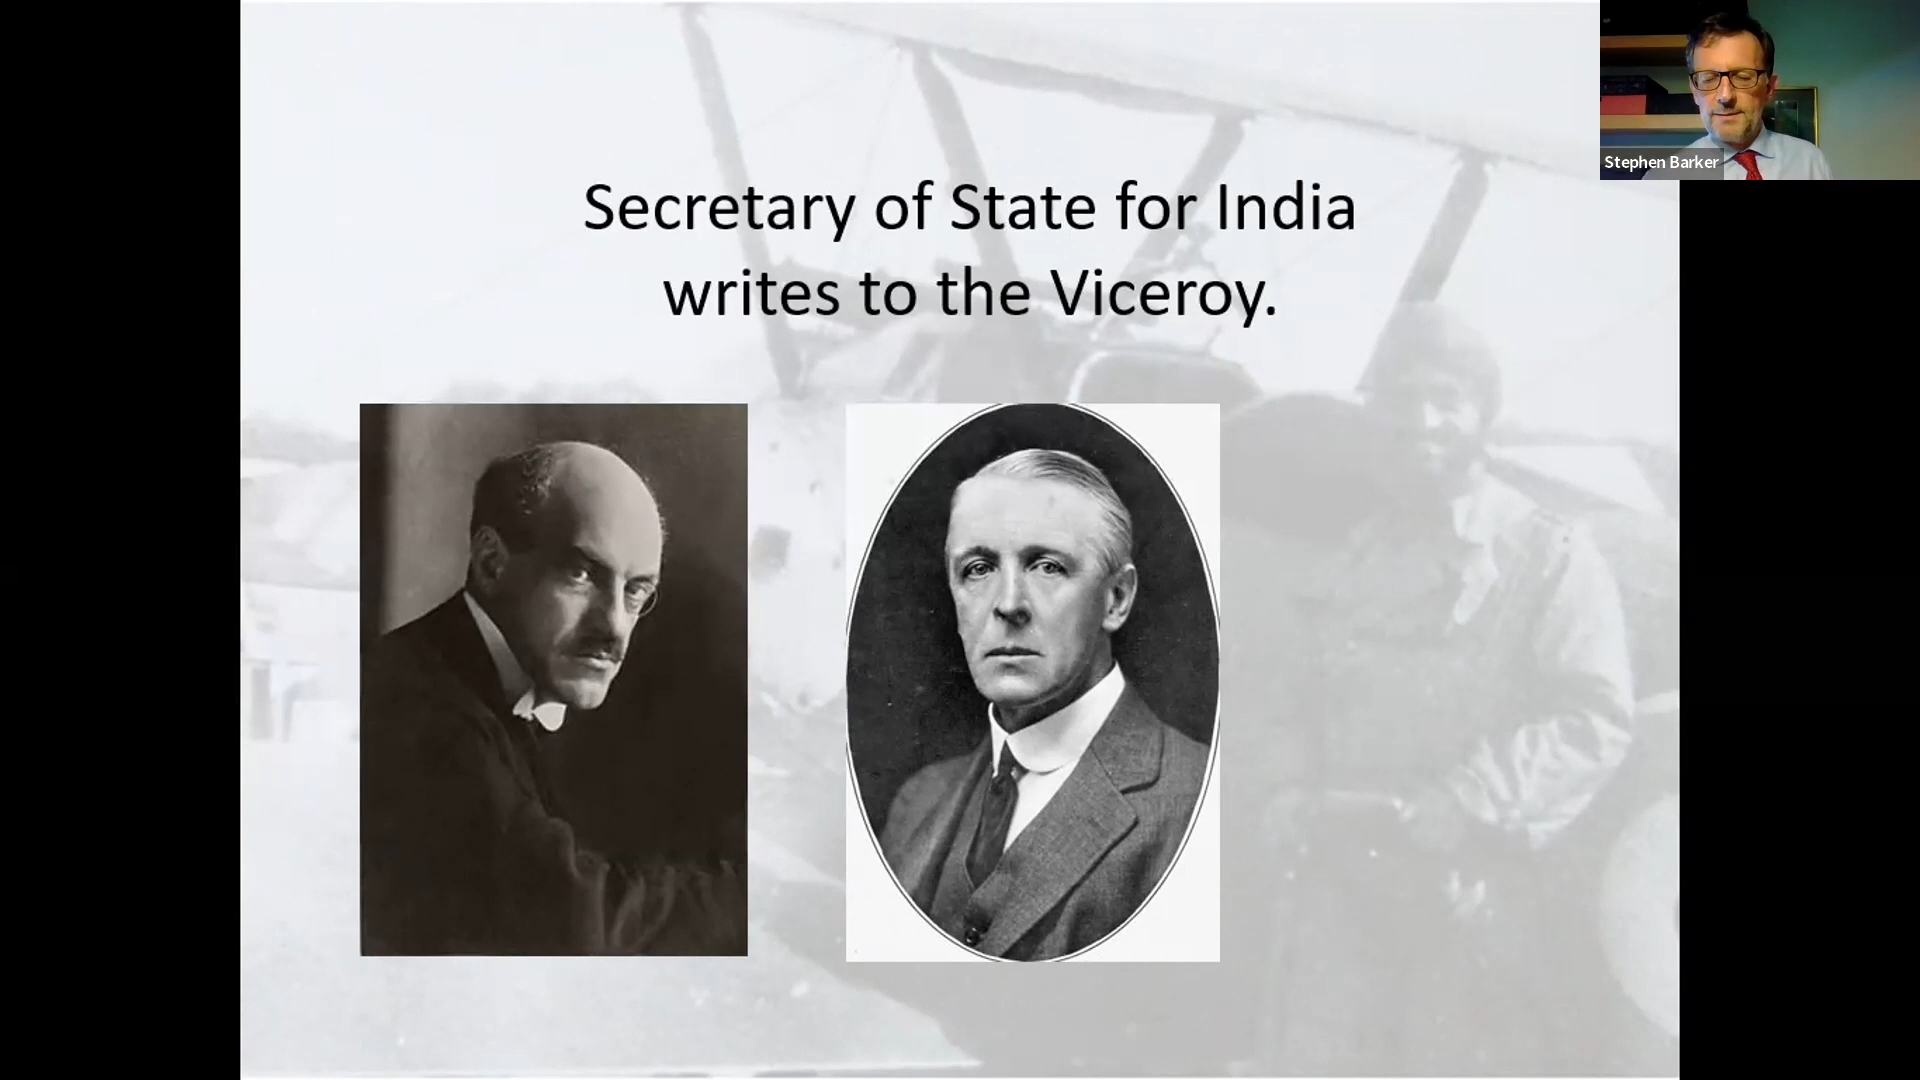 Secretary of State for India
writes to the Viceroy.
Stephen Barker